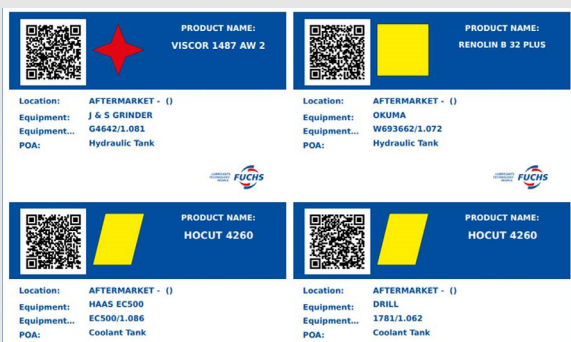 PRODUCT NAME:
VISCOR 1487 AW 2
Location: AFTERMARKET - ()
Equipment: J & S GRINDER
Equipment... G4642/1.081
POA: Hydraulic Tank
LUBRICANTS.
TECHNOLOGY.
PEOPLE.
FUCHS
PRODUCT NAME:
RENOLIN B 32 PLUS
Location: AFTERMARKET - ()
Equipment: OKUMA
Equipment... W693662/1.072
POA: Hydraulic Tank
LUBRICANTS.
TECHNOLOGY.
PEOPLE.
FUCHS
PRODUCT NAME:
HOCUT 4260
Location: AFTERMARKET - ()
Equipment: HAAS EC500
Equipment... EC500/1.086
POA: Coolant Tank
PRODUCT NAME:
HOCUT 4260
Location: AFTERMARKET - ()
Equipment: DRILL
Equipment... 1781/1.062
POA: Coolant Tank